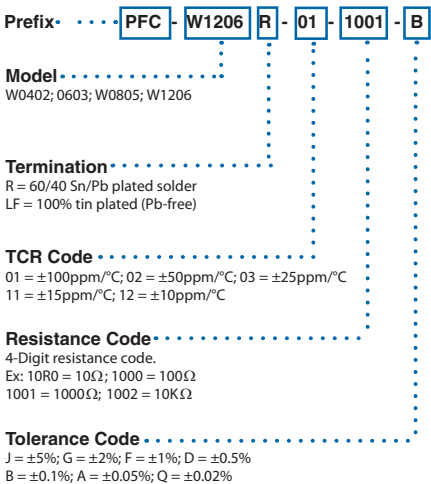 Prefix PFC - W1206 R - 01 - 1001 - B
Model
W0402; 0603; W0805; W1206
Termination
R = 60/40 Sn/Pb plated solder
LF = 100% tin plated (Pb-free)
TCR Code
01 = ±100ppm/°C; 02 = ±50ppm/°C; 03 = ±25ppm/°C
11 = ±15ppm/°C; 12 = ±10ppm/°C
Resistance Code
4-Digit resistance code.
Ex: 10R0 = 10Ω; 1000 = 100Ω
1001 = 1000Ω; 1002 = 10KΩ
Tolerance Code
J = ±5%; G = ±2%; F = ±1%; D = ±0.5%
B = ±0.1%; A = ±0.05%; Q = ±0.02%